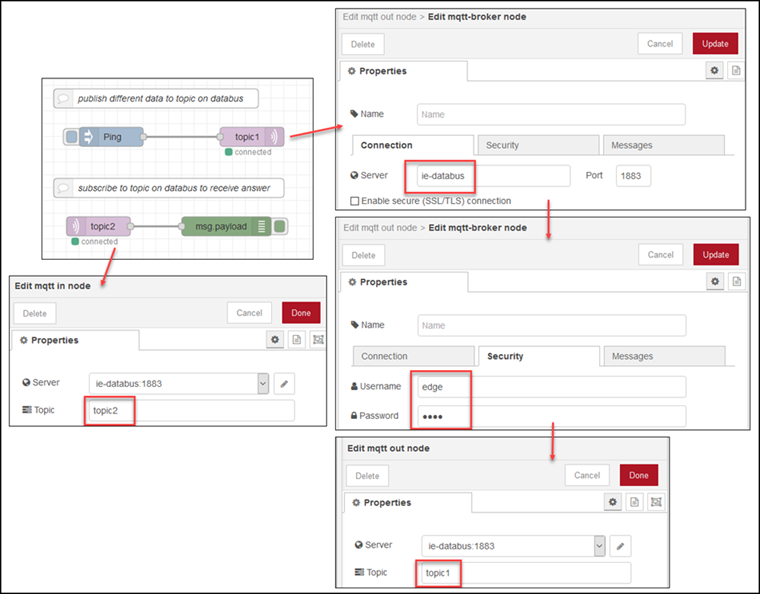 publish different data to topic on databus
Ping
topic1
connected
subscribe to topic on databus to receive answer
topic2
msg.payload
connected
Edit mqtt in node
Delete
Cancel
Done
Properties
Server
ie-databus:1883
Topic
topic2
Edit mqtt out node > Edit mqtt-broker node
Delete
Cancel
Update
Properties
Name
Name
Connection
Security
Messages
Server
ie-databus
Port
1883
Enable secure (SSL/TLS) connection
Edit mqtt out node > Edit mqtt-broker node
Delete
Cancel
Update
Properties
Name
Name
Connection
Security
Messages
Username
edge
Password
••••
Edit mqtt out node
Delete
Cancel
Done
Properties
Server
ie-databus:1883
Topic
topic1